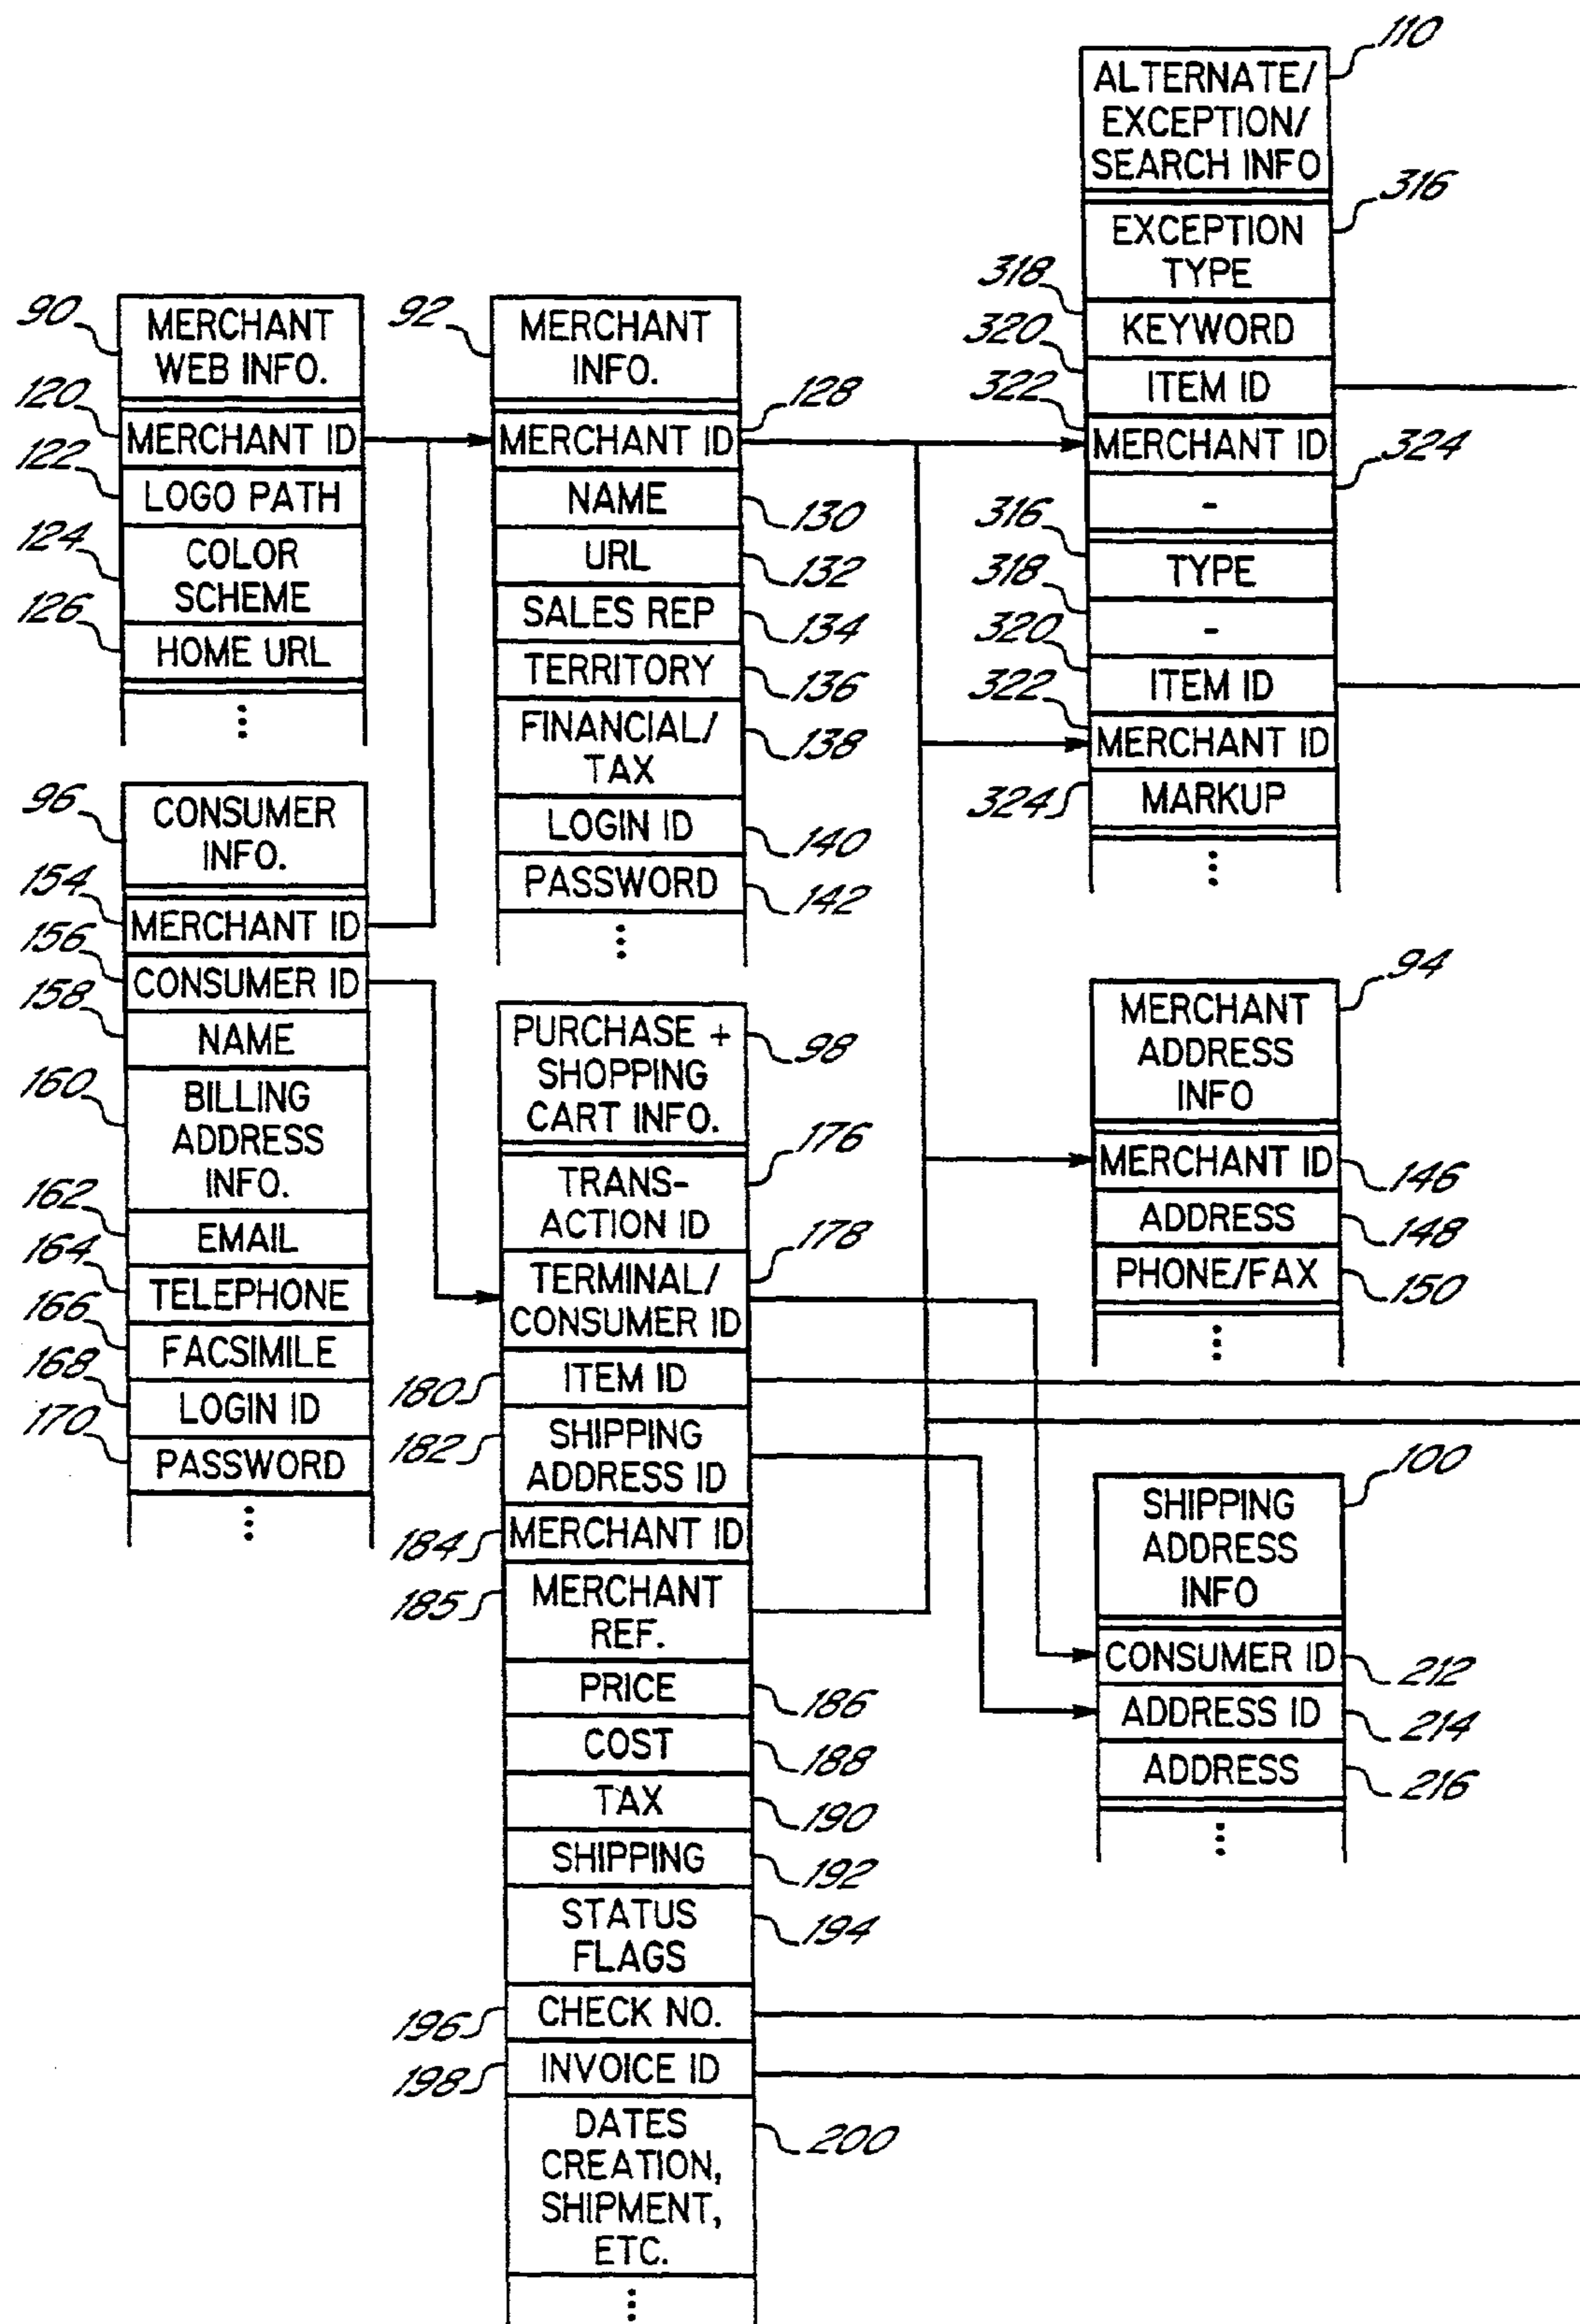 90
MERCHANT
WEB INFO.
120
MERCHANT ID
122
LOGO PATH
124
COLOR
SCHEME
126
HOME URL
96
CONSUMER
INFO.
154
MERCHANT ID
156
CONSUMER ID
158
NAME
160
BILLING
ADDRESS
INFO.
162
EMAIL
164
TELEPHONE
166
FACSIMILE
168
LOGIN ID
170
PASSWORD
92
MERCHANT
INFO.
MERCHANT ID
128
NAME
130
URL
132
SALES REP
134
TERRITORY
136
FINANCIAL/
TAX
138
LOGIN ID
140
PASSWORD
142
PURCHASE +
SHOPPING
CART INFO.
98
TRANS-
ACTION ID
176
TERMINAL/
CONSUMER ID
178
180
ITEM ID
182
SHIPPING
ADDRESS ID
184
MERCHANT ID
185
MERCHANT
REF.
PRICE
186
COST
188
TAX
190
SHIPPING
192
STATUS
FLAGS
194
196
CHECK NO.
198
INVOICE ID
DATES
CREATION,
SHIPMENT,
ETC.
200
110
ALTERNATE/
EXCEPTION/
SEARCH INFO
316
EXCEPTION
TYPE
318
KEYWORD
320
ITEM ID
322
MERCHANT ID
324
-
316
TYPE
318
-
320
ITEM ID
322
MERCHANT ID
324
MARKUP
94
MERCHANT
ADDRESS
INFO
MERCHANT ID
146
ADDRESS
148
PHONE/FAX
150
100
SHIPPING
ADDRESS
INFO
CONSUMER ID
212
ADDRESS ID
214
ADDRESS
216